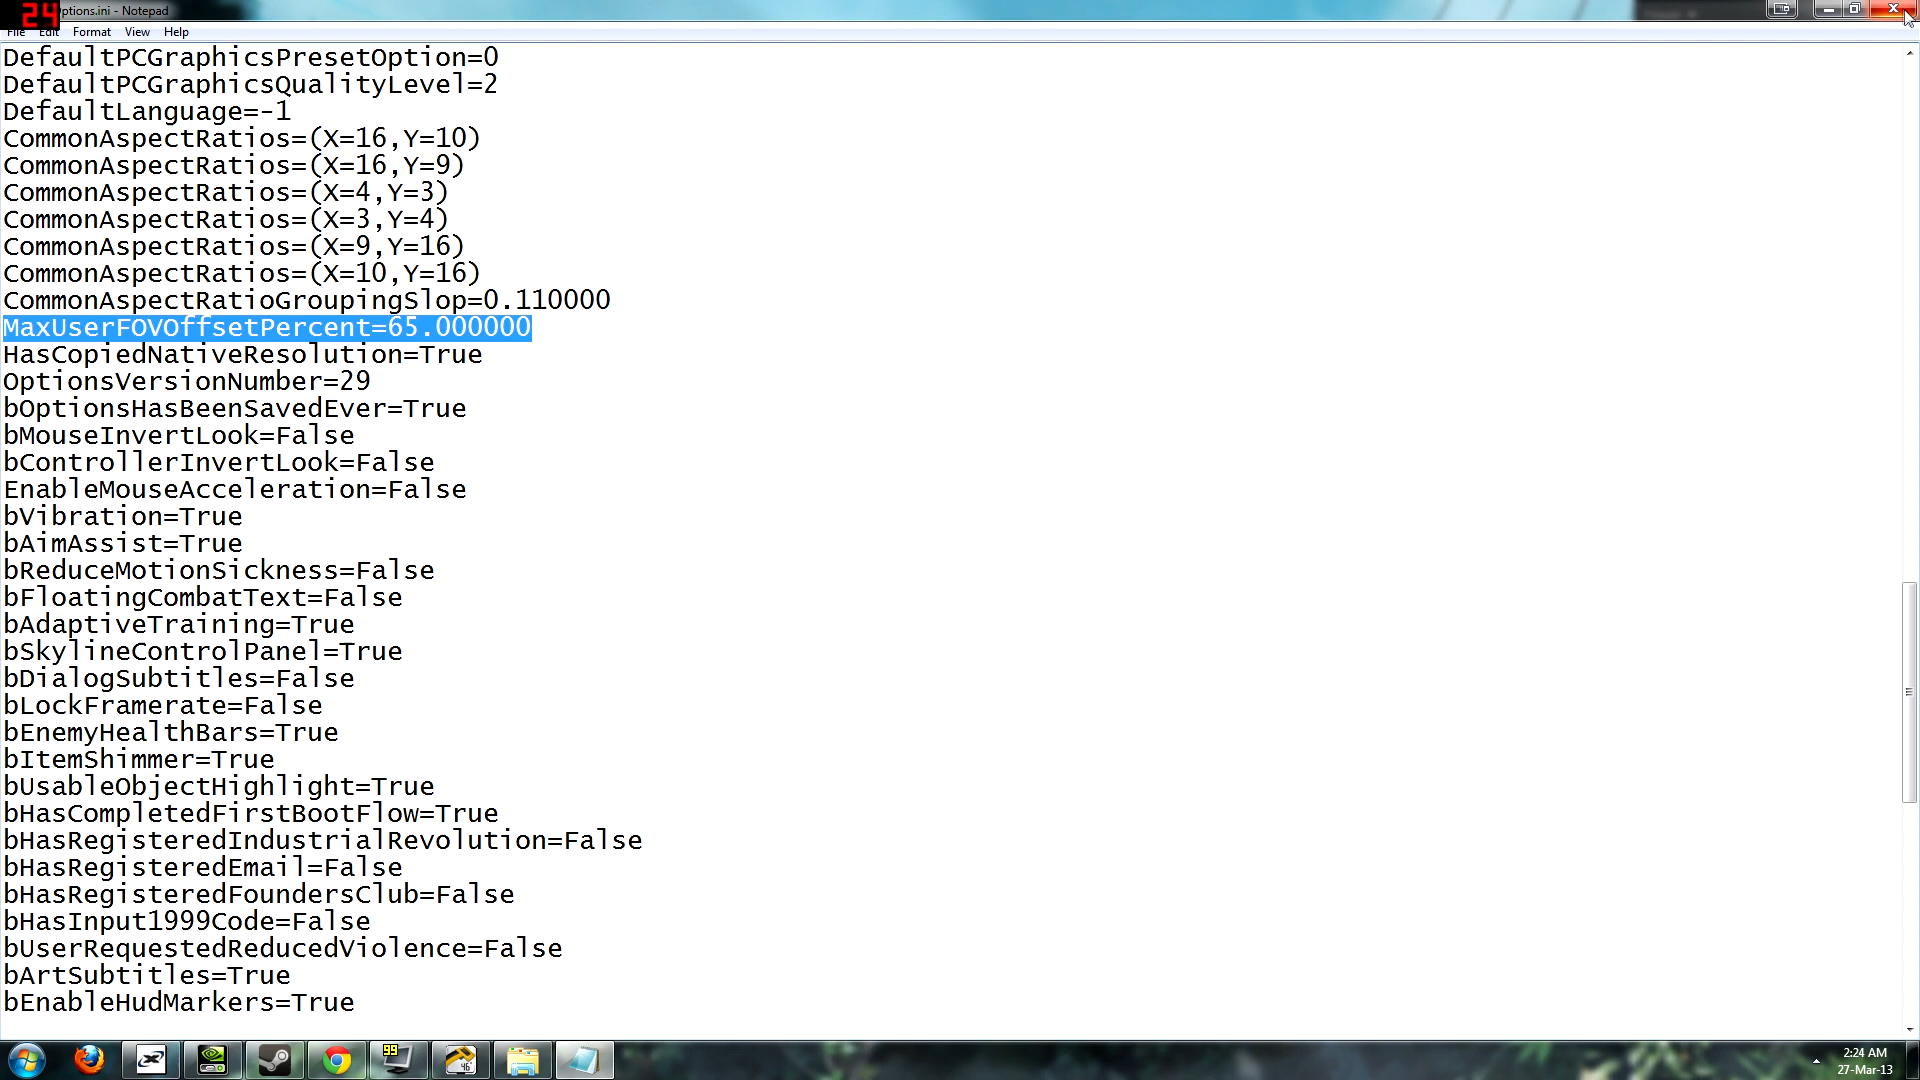 24
ptions.ini - Notepad
File Edit Format View Help
DefaultPCGraphicsPresetOption=0
DefaultPCGraphicsQualityLevel=2
DefaultLanguage=-1
CommonAspectRatios=(X=16,Y=10)
CommonAspectRatios=(X=16,Y=9)
CommonAspectRatios=(X=4,Y=3)
CommonAspectRatios=(X=3,Y=4)
CommonAspectRatios=(X=9,Y=16)
CommonAspectRatios=(X=10,Y=16)
CommonAspectRatioGroupingSlop=0.110000
MaxUserFOVOffsetPercent=65.000000
HasCopiedNativeResolution=True
OptionsVersionNumber=29
bOptionsHasBeenSavedEver=True
bMouseInvertLook=False
bControllerInvertLook=False
EnableMouseAcceleration=False
bVibration=True
bAimAssist=True
bReduceMotionSickness=False
bFloatingCombatText=False
bAdaptiveTraining=True
bSkylineControlPanel=True
bDialogSubtitles=False
bLockFramerate=False
bEnemyHealthBars=True
bItemShimmer=True
bUsableObjectHighlight=True
bHasCompletedFirstBootFlow=True
bHasRegisteredIndustrialRevolution=False
bHasRegisteredEmail=False
bHasRegisteredFoundersClub=False
bHasInput1999Code=False
bUserRequestedReducedViolence=False
bArtSubtitles=True
bEnableHudMarkers=True
99
46
2:24 AM
27-Mar-13